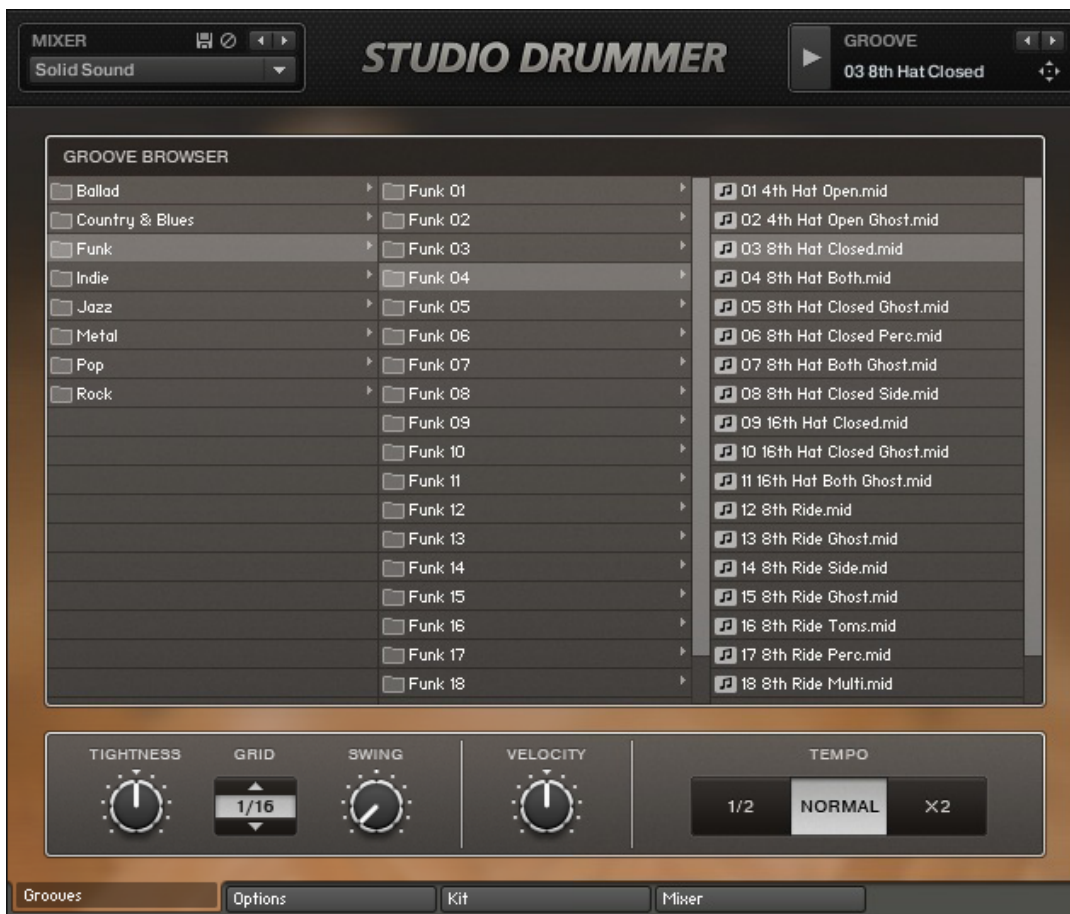 MIXER
Solid Sound
STUDIO DRUMMER
GROOVE
03 8th Hat Closed
GROOVE BROWSER
Ballad
Country & Blues
Funk
Indie
Jazz
Metal
Pop
Rock
Funk 01
Funk 02
Funk 03
Funk 04
Funk 05
Funk 06
Funk 07
Funk 08
Funk 09
Funk 10
Funk 11
Funk 12
Funk 13
Funk 14
Funk 15
Funk 16
Funk 17
Funk 18
01 4th Hat Open.mid
02 4th Hat Open Ghost.mid
03 8th Hat Closed.mid
04 8th Hat Both.mid
05 8th Hat Closed Ghost.mid
06 8th Hat Closed Perc.mid
07 8th Hat Both Ghost.mid
08 8th Hat Closed Side.mid
09 16th Hat Closed.mid
10 16th Hat Closed Ghost.mid
11 16th Hat Both Ghost.mid
12 8th Ride.mid
13 8th Ride Ghost.mid
14 8th Ride Side.mid
15 8th Ride Ghost.mid
16 8th Ride Toms.mid
17 8th Ride Perc.mid
18 8th Ride Multi.mid
TIGHTNESS
GRID
1/16
SWING
VELOCITY
TEMPO
1/2 NORMAL X2
Grooves
Options
Kit
Mixer